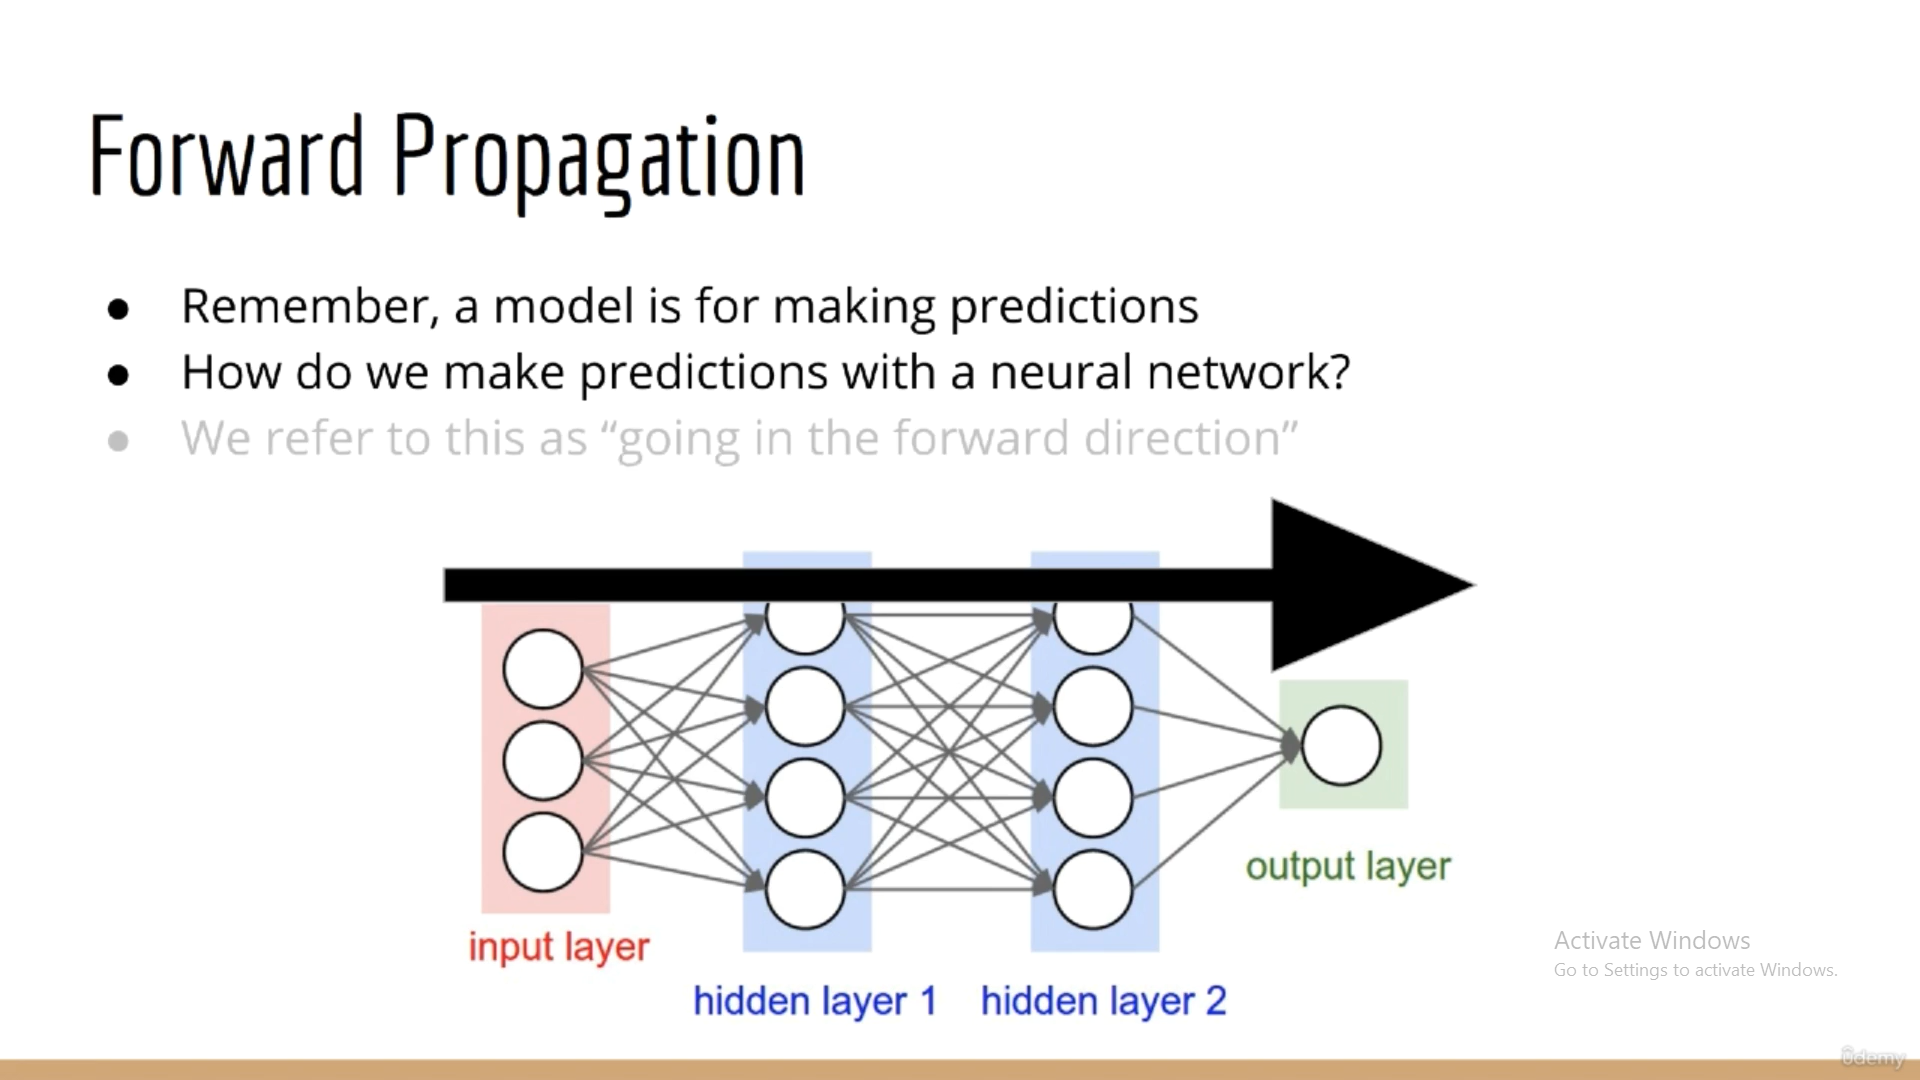 Forward Propagation
● Remember, a model is for making predictions
● How do we make predictions with a neural network?
● We refer to this as “going in the forward direction”
input layer
hidden layer 1
hidden layer 2
output layer
Activate Windows
Go to Settings to activate Windows.
ûdemy